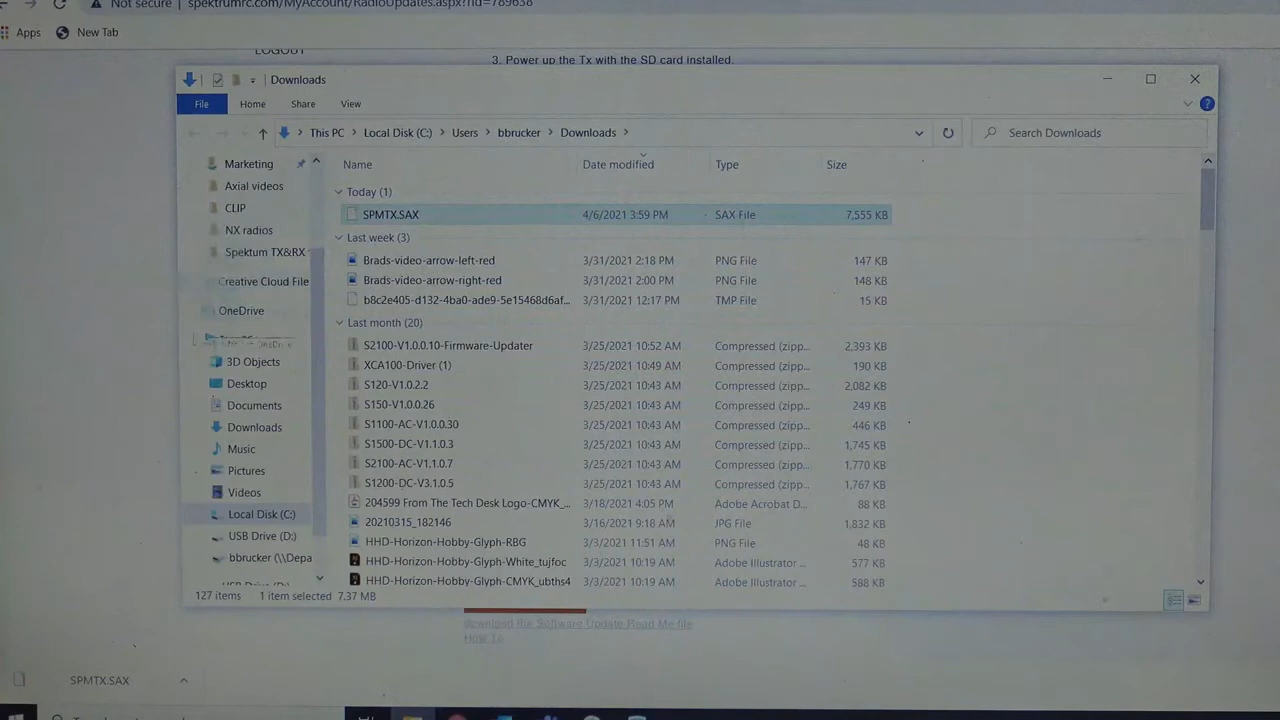 Not secure | spektrumrc.com/MyAccount/RadioUpdates.aspx?rid=789638
Apps New Tab
LOGOUT
3. Power up the Tx with the SD card installed.
Downloads
File Home Share View
This PC > Local Disk (C:) > Users > bbrucker > Downloads >
Search Downloads
Marketing
Axial videos
CLIP
NX radios
Spektum TX&RX
Creative Cloud File
OneDrive
3D Objects
Desktop
Documents
Downloads
Music
Pictures
Videos
Local Disk (C:)
USB Drive (D:)
bbrucker (\\Depa
USB Drive (D:)
Name Date modified Type Size
Today (1)
SPMTX.SAX 4/6/2021 3:59 PM SAX File 7,555 KB
Last week (3)
Brads-video-arrow-left-red 3/31/2021 2:18 PM PNG File 147 KB
Brads-video-arrow-right-red 3/31/2021 2:00 PM PNG File 148 KB
b8c2e405-d132-4ba0-ade9-5e15468d6af... 3/31/2021 12:17 PM TMP File 15 KB
Last month (20)
S2100-V1.0.0.10-Firmware-Updater 3/25/2021 10:52 AM Compressed (zipp... 2,393 KB
XCA100-Driver (1) 3/25/2021 10:49 AM Compressed (zipp... 190 KB
S120-V1.0.2.2 3/25/2021 10:43 AM Compressed (zipp... 2,082 KB
S150-V1.0.0.26 3/25/2021 10:43 AM Compressed (zipp... 249 KB
S1100-AC-V1.0.0.30 3/25/2021 10:43 AM Compressed (zipp... 446 KB
S1500-DC-V1.1.0.3 3/25/2021 10:43 AM Compressed (zipp... 1,745 KB
S2100-AC-V1.1.0.7 3/25/2021 10:43 AM Compressed (zipp... 1,770 KB
S1200-DC-V3.1.0.5 3/25/2021 10:43 AM Compressed (zipp... 1,767 KB
204599 From The Tech Desk Logo-CMYK_... 3/18/2021 4:05 PM Adobe Acrobat D... 88 KB
20210315_182146 3/16/2021 9:18 AM JPG File 1,832 KB
HHD-Horizon-Hobby-Glyph-RBG 3/3/2021 11:51 AM PNG File 48 KB
HHD-Horizon-Hobby-Glyph-White_tujfoc 3/3/2021 10:19 AM Adobe Illustrator ... 577 KB
HHD-Horizon-Hobby-Glyph-CMYK_ubths4 3/3/2021 10:19 AM Adobe Illustrator ... 588 KB
127 items 1 item selected 7.37 MB
download the Software Update Read Me file
How To
SPMTX.SAX